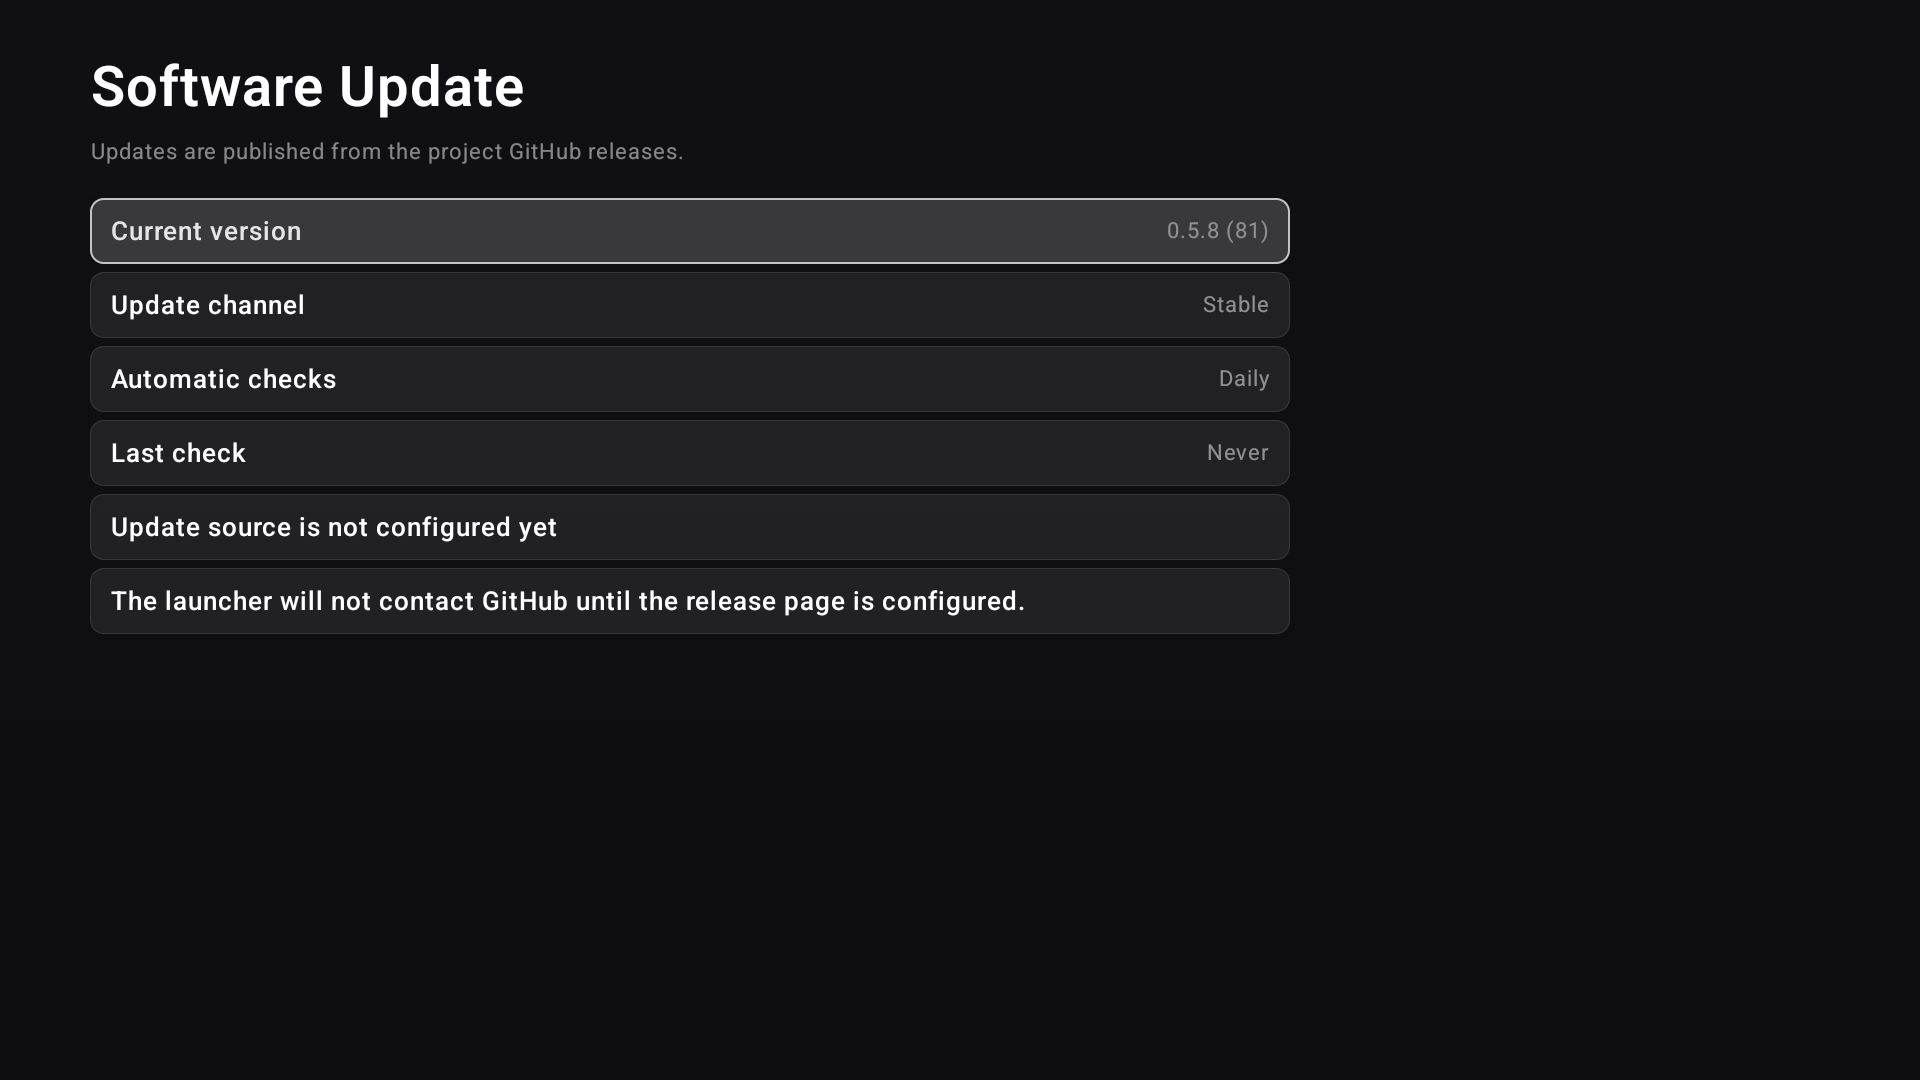 Software Update
Updates are published from the project GitHub releases.
Current version 0.5.8 (81)
Update channel Stable
Automatic checks Daily
Last check Never
Update source is not configured yet
The launcher will not contact GitHub until the release page is configured.